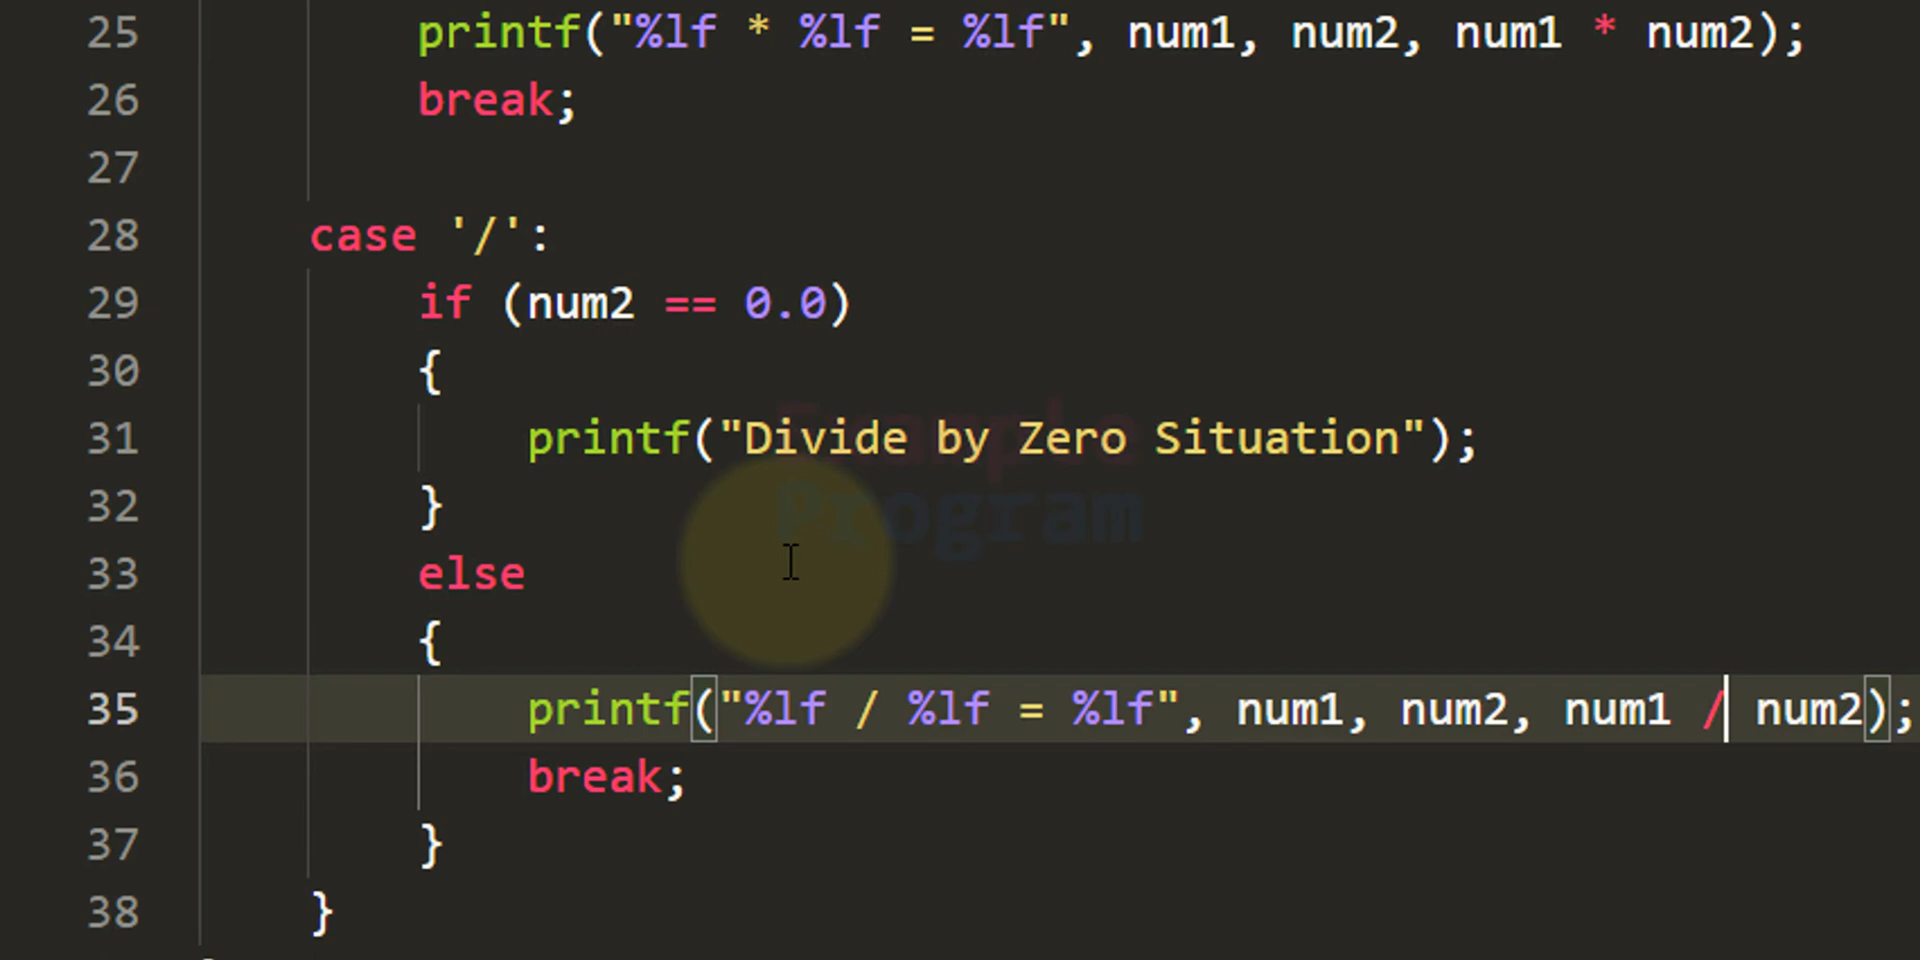 25 printf("%lf * %lf = %lf", num1, num2, num1 * num2);
26 break;
27
28 case '/':
29 if (num2 == 0.0)
30 {
31 printf("Divide by Zero Situation");
Example
32 }
Program
33 else
34 {
35 printf("%lf / %lf = %lf", num1, num2, num1 / num2);
36 break;
37 }
38 }